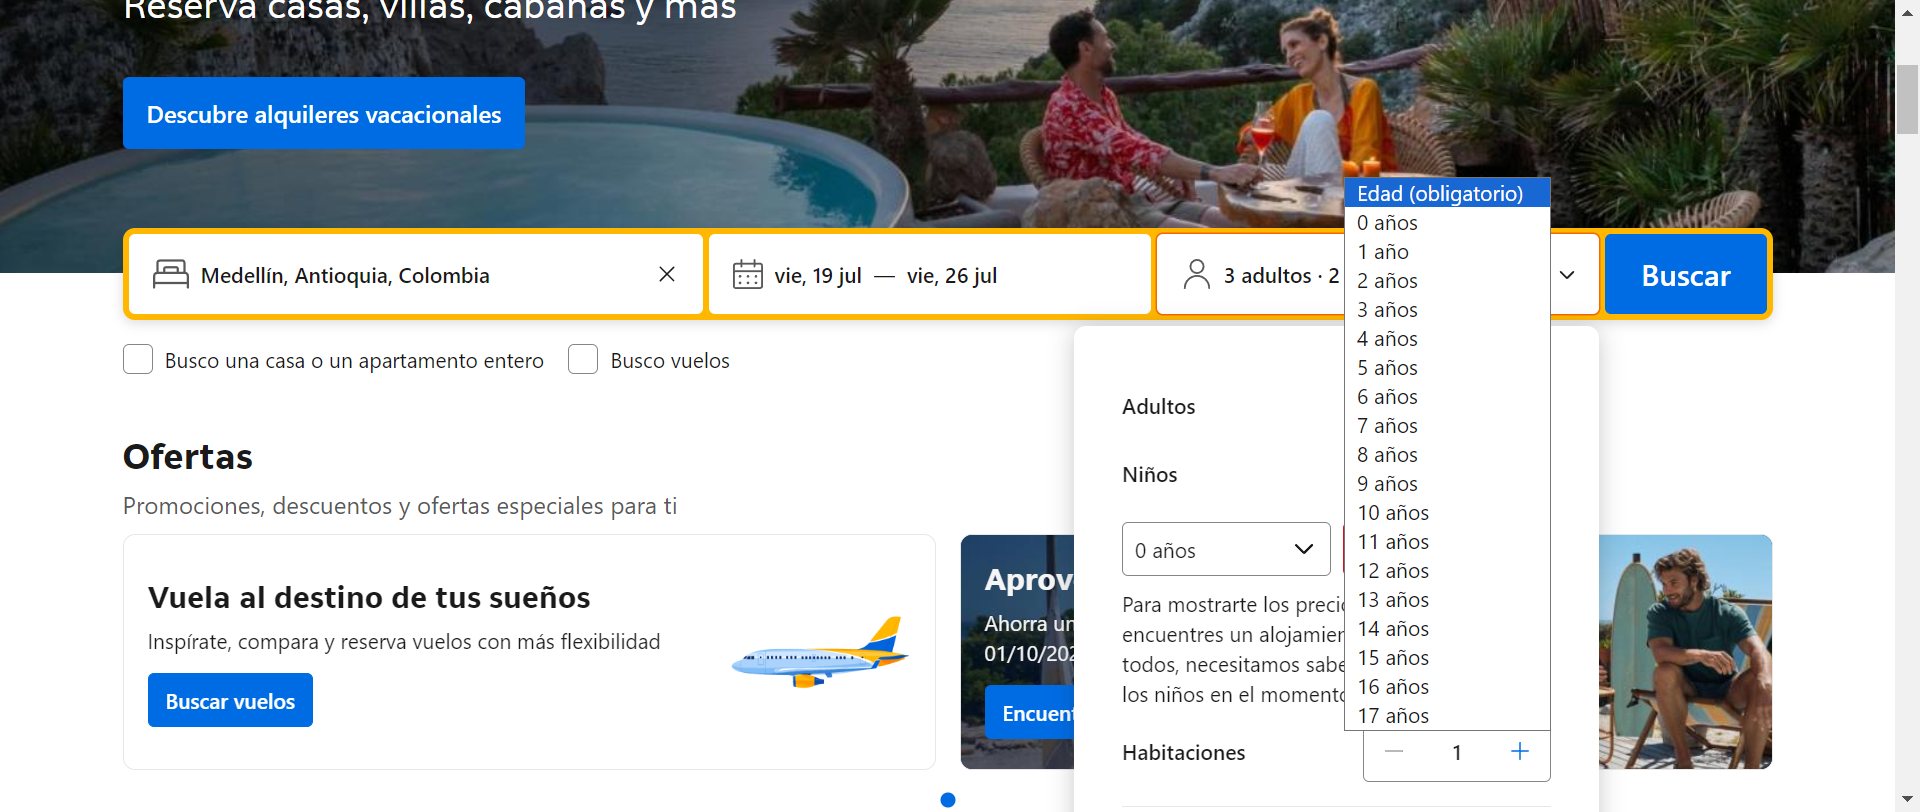 Reserva casas, villas, cabañas y más
Descubre alquileres vacacionales
Medellín, Antioquia, Colombia
vie, 19 jul — vie, 26 jul
3 adultos · 2
Buscar
Busco una casa o un apartamento entero
Busco vuelos
Edad (obligatorio)
0 años
1 año
2 años
3 años
4 años
5 años
6 años
7 años
8 años
9 años
10 años
11 años
12 años
13 años
14 años
15 años
16 años
17 años
Adultos
Niños
0 años
Para mostrarte los preci
encuentres un alojamien
todos, necesitamos sabe
los niños en el moment
Habitaciones
1
Ofertas
Promociones, descuentos y ofertas especiales para ti
Vuela al destino de tus sueños
Inspírate, compara y reserva vuelos con más flexibilidad
Buscar vuelos
Aprov
Ahorra un
01/10/202
Encuent